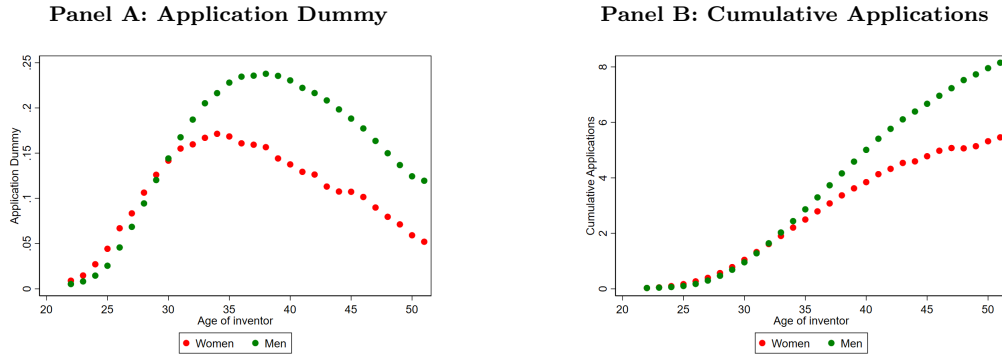 Panel A: Application Dummy
Application Dummy
.25
.2
.15
.1
.05
0
20 25 30 35 40 45 50
Age of inventor
Women Men
Panel B: Cumulative Applications
Cumulative Applications
8
6
4
2
0
20 25 30 35 40 45 50
Age of inventor
Women Men